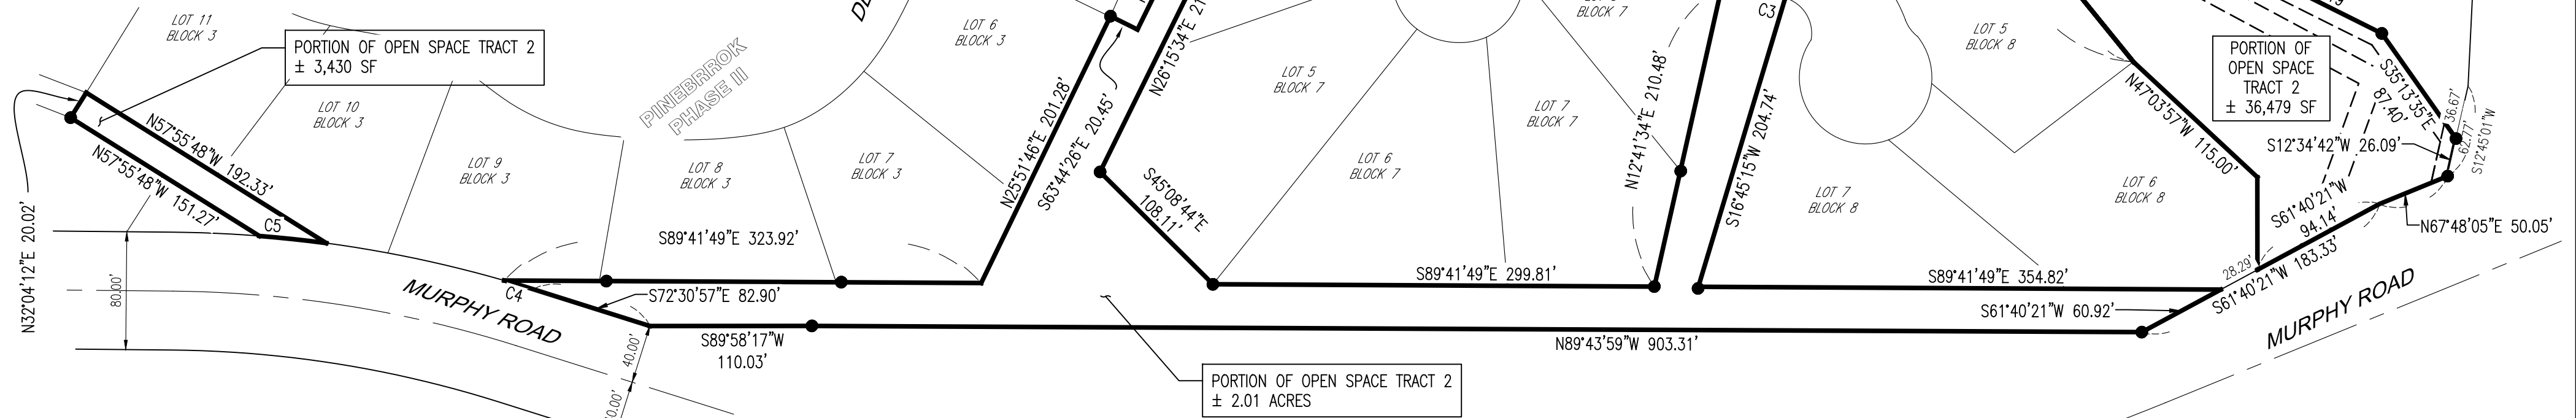 LOT 11
BLOCK 3
PORTION OF OPEN SPACE TRACT 2
± 3,430 SF
LOT 10
BLOCK 3
N57°55'48"W 192.33'
N57°55'48"W 151.27'
C5
N32°04'12"E 20.02'
80.00'
LOT 9
BLOCK 3
PINEBRROK
PHASE II
LOT 8
BLOCK 3
LOT 7
BLOCK 3
LOT 6
BLOCK 3
S89°41'49"E 323.92'
C4
S72°30'57"E 82.90'
MURPHY ROAD
S89°58'17"W
110.03'
40.00'
N25°51'46"E 201.28'
S63°44'26"E 20.45'
N26°15'34"E
S45°08'44"E
108.11'
LOT 5
BLOCK 7
LOT 6
BLOCK 7
LOT 7
BLOCK 7
BLOCK 7
N12°41'34"E 210.48'
C3
S16°45'15"W 204.74'
S89°41'49"E 299.81'
PORTION OF OPEN SPACE TRACT 2
± 2.01 ACRES
N89°43'59"W 903.31'
LOT 5
BLOCK 8
LOT 7
BLOCK 8
LOT 6
BLOCK 8
S89°41'49"E 354.82'
S61°40'21"W 60.92'
N47°03'57"W 115.00'
PORTION OF
OPEN SPACE
TRACT 2
± 36,479 SF
S35°13'35"E
87.40'
36.67'
62.77'
S12°45'01"W
S12°34'42"W 26.09'
S61°40'21"W
94.14'
N67°48'05"E 50.05'
28.29'
S61°40'21"W 183.33'
MURPHY ROAD